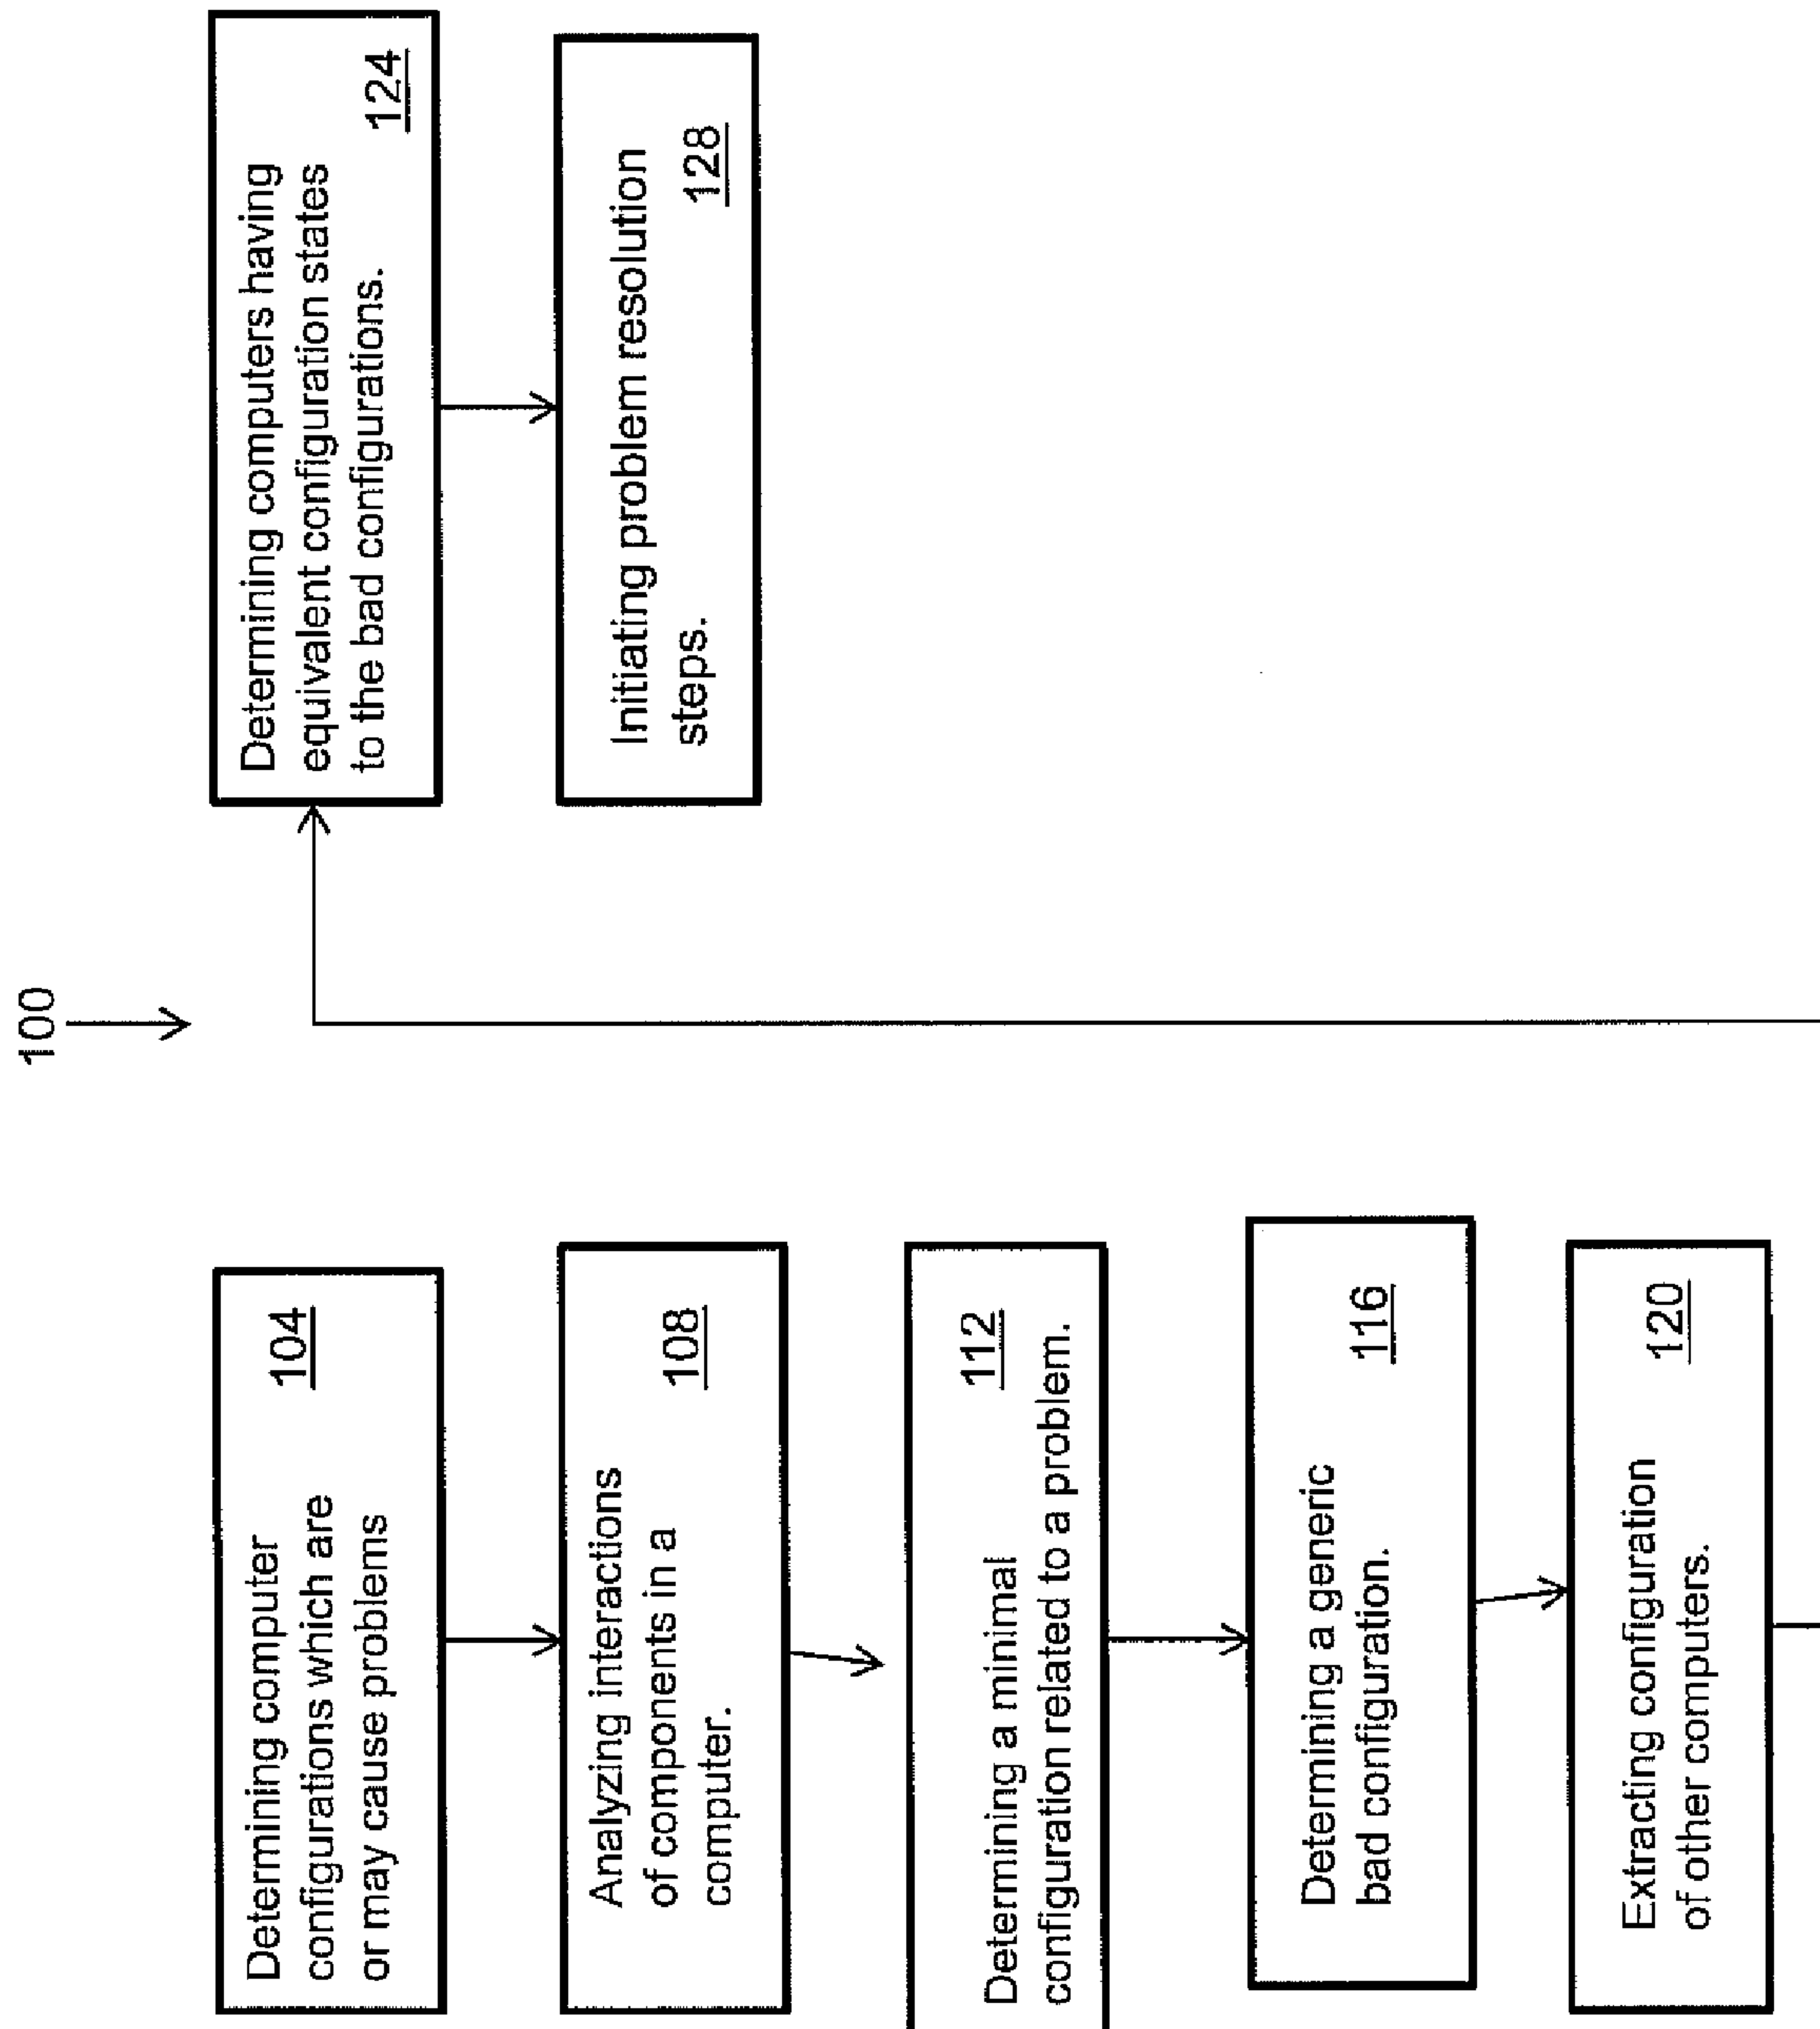 100
Determining computer
configurations which are
or may cause problems
104
Analyzing interactions
of components in a
computer.
108
112
Determining a minimal
configuration related to a problem.
Determining a generic
bad configuration.
116
Extracting configuration
of other computers.
120
Determining computers having
equivalent configuration states
to the bad configurations.
124
Initiating problem resolution
steps.
128